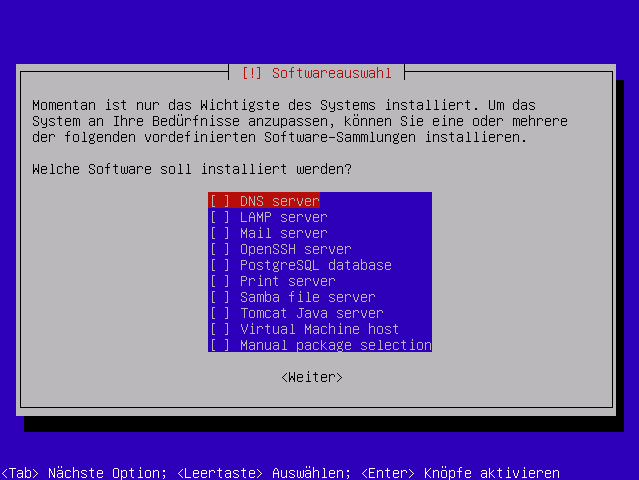 [!] Softwareauswahl
Momentan ist nur das Wichtigste des Systems installiert. Um das
System an Ihre Bedürfnisse anzupassen, können Sie eine oder mehrere
der folgenden vordefinierten Software-Sammlungen installieren.
Welche Software soll installiert werden?
[ ] DNS server
[ ] LAMP server
[ ] Mail server
[ ] OpenSSH server
[ ] PostgreSQL database
[ ] Print server
[ ] Samba file server
[ ] Tomcat Java server
[ ] Virtual Machine host
[ ] Manual package selection
<Weiter>
<Tab> Nächste Option; <Leertaste> Auswählen; <Enter> Knöpfe aktivieren